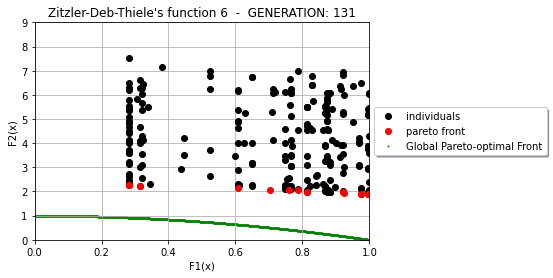 Zitzler-Deb-Thiele's function 6 - GENERATION: 131
9
8
7
6
5
4
3
2
1
0
F2(x)
0.0 0.2 0.4 0.6 0.8 1.0
F1(x)
individuals
pareto front
Global Pareto-optimal Front